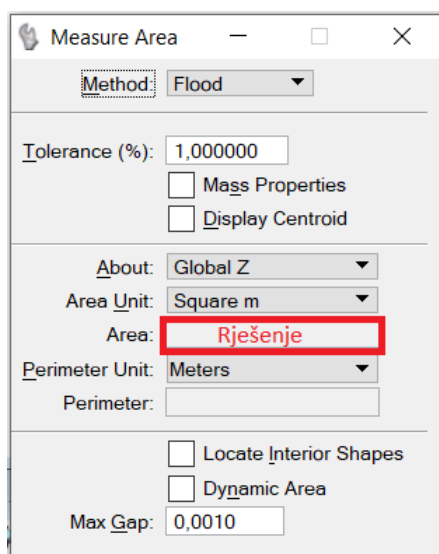 Measure Area
Method: Flood
Tolerance (%): 1,000000
Mass Properties
Display Centroid
About: Global Z
Area Unit: Square m
Area: Rješenje
Perimeter Unit: Meters
Perimeter:
Locate Interior Shapes
Dynamic Area
Max Gap: 0,0010